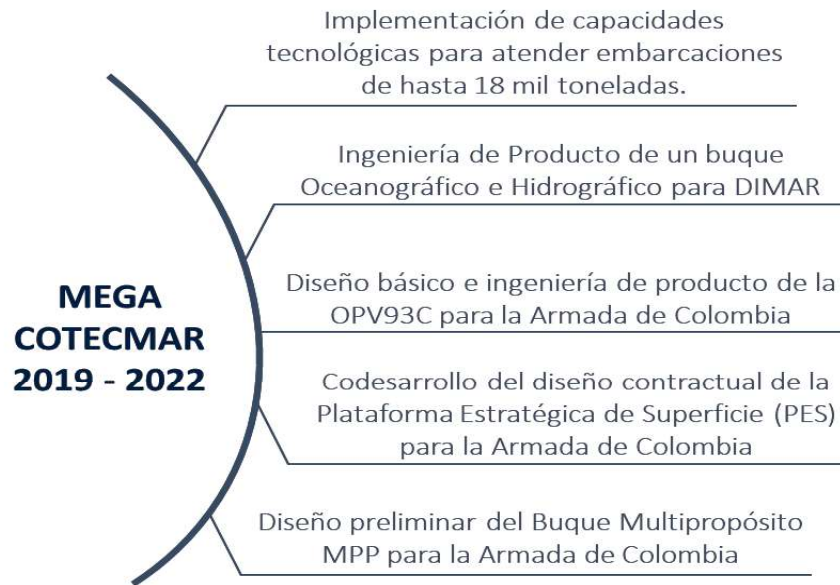 Implementación de capacidades
tecnológicas para atender embarcaciones
de hasta 18 mil toneladas.
Ingeniería de Producto de un buque
Oceanográfico e Hidrográfico para DIMAR
MEGA
COTECMAR
2019 - 2022
Diseño básico e ingeniería de producto de la
OPV93C para la Armada de Colombia
Codesarrollo del diseño contractual de la
Plataforma Estratégica de Superficie (PES)
para la Armada de Colombia
Diseño preliminar del Buque Multipropósito
MPP para la Armada de Colombia